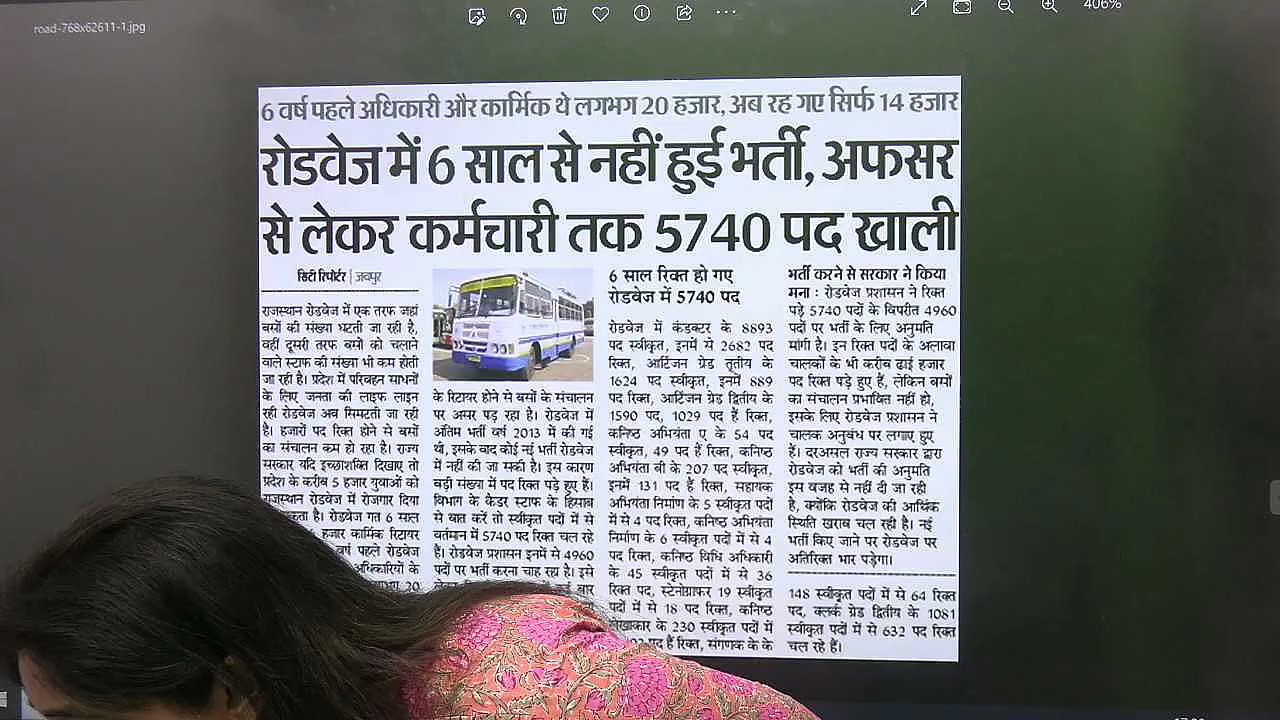 road-768x62611-1.jpg
406%
6 वर्ष पहले अधिकारी और कार्मिक थे लगभग 20 हजार, अब रह गए सिर्फ 14 हजार
रोडवेज में 6 साल से नहीं हुई भर्ती, अफसर
से लेकर कर्मचारी तक 5740 पद खाली
सिटी रिपोर्टर | जयपुर
राजस्थान रोडवेज में एक तरफ जहां
बसों की संख्या घटती जा रही है,
वहीं दूसरी तरफ बसों को चलाने
वाले स्टाफ की संख्या भी कम होती
जा रही है। प्रदेश में परिवहन साधनों
के लिए जनता की लाइफ लाइन
रही रोडवेज अब सिमटती जा रही
है। हजारों पद रिक्त होने से बसों
का संचालन कम हो रहा है। राज्य
सरकार यदि इच्छाशक्ति दिखाए तो
प्रदेश के करीब 5 हजार युवाओं को
राजस्थान रोडवेज में रोजगार दिया
है। रोडवेज गत 6 साल
हजार कार्मिक रिटायर
वर्ष पहले रोडवेज
अधिकारियों के
20
के रिटायर होने से बसों के संचालन
पर असर पड़ रहा है। रोडवेज में
अंतिम भर्ती वर्ष 2013 में की गई
थी, इसके बाद कोई नई भर्ती रोडवेज
में नहीं की जा सकी है। इस कारण
बड़ी संख्या में पद रिक्त पड़े हुए हैं।
विभाग के कैडर स्टाफ के हिसाब
से बात करें तो स्वीकृत पदों में से
वर्तमान में 5740 पद रिक्त चल रहे
हैं। रोडवेज प्रशासन इनमें से 4960
पदों पर भर्ती करना चाह रहा है। इसे
बार
6 साल रिक्त हो गए
रोडवेज में 5740 पद
रोडवेज में कंडक्टर के 8893
पद स्वीकृत, इनमें से 2682 पद
रिक्त, आर्टिजन ग्रेड तृतीय के
1624 पद स्वीकृत, इनमें 889
पद रिक्त, आर्टिजन ग्रेड द्वितीय के
1590 पद, 1029 पद हैं रिक्त,
कनिष्ठ अभियंता ए के 54 पद
स्वीकृत, 49 पद हैं रिक्त, कनिष्ठ
अभियंता बी के 207 पद स्वीकृत,
इनमें 131 पद हैं रिक्त, सहायक
अभियंता निर्माण के 5 स्वीकृत पदों
में से 4 पद रिक्त, कनिष्ठ अभियंता
निर्माण के 6 स्वीकृत पदों में से 4
पद रिक्त, कनिष्ठ विधि अधिकारी
के 45 स्वीकृत पदों में से 36
रिक्त पद, स्टेनोग्राफर 19 स्वीकृत
पदों में से 18 पद रिक्त, कनिष्ठ
लेखाकार के 230 स्वीकृत पदों में
पद हैं रिक्त, संगणक के के
भर्ती करने से सरकार ने किया
मना : रोडवेज प्रशासन ने रिक्त
पड़े 5740 पदों के विपरीत 4960
पदों पर भर्ती के लिए अनुमति
मांगी है। इन रिक्त पदों के अलावा
चालकों के भी करीब ढाई हजार
पद रिक्त पड़े हुए हैं, लेकिन बसों
का संचालन प्रभावित नहीं हो,
इसके लिए रोडवेज प्रशासन ने
चालक अनुबंध पर लगाए हुए
हैं। दरअसल राज्य सरकार द्वारा
रोडवेज को भर्ती की अनुमति
इस वजह से नहीं दी जा रही
है, क्योंकि रोडवेज की आर्थिक
स्थिति खराब चल रही है। नई
भर्ती किए जाने पर रोडवेज पर
अतिरिक्त भार पड़ेगा।
148 स्वीकृत पदों में से 64 रिक्त
पद, क्लर्क ग्रेड द्वितीय के 1081
स्वीकृत पदों में से 632 पद रिक्त
चल रहे हैं।